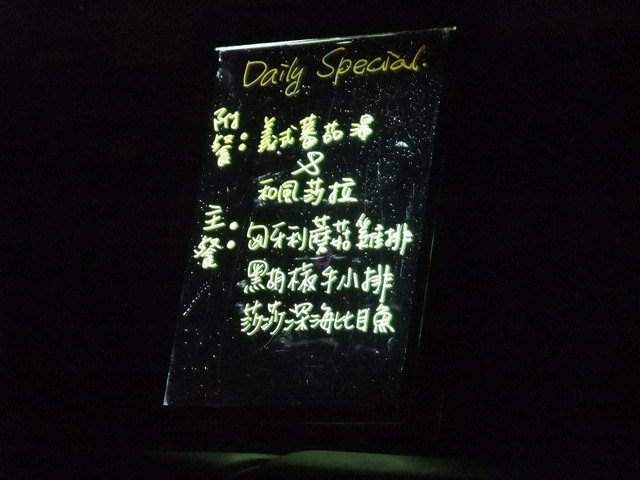 Daily Special.
附餐：義式蕃茄湯
&
和風莎拉
主餐：匈牙利蘑菇雞排
黑胡椒牛小排
莎莎深海比目魚